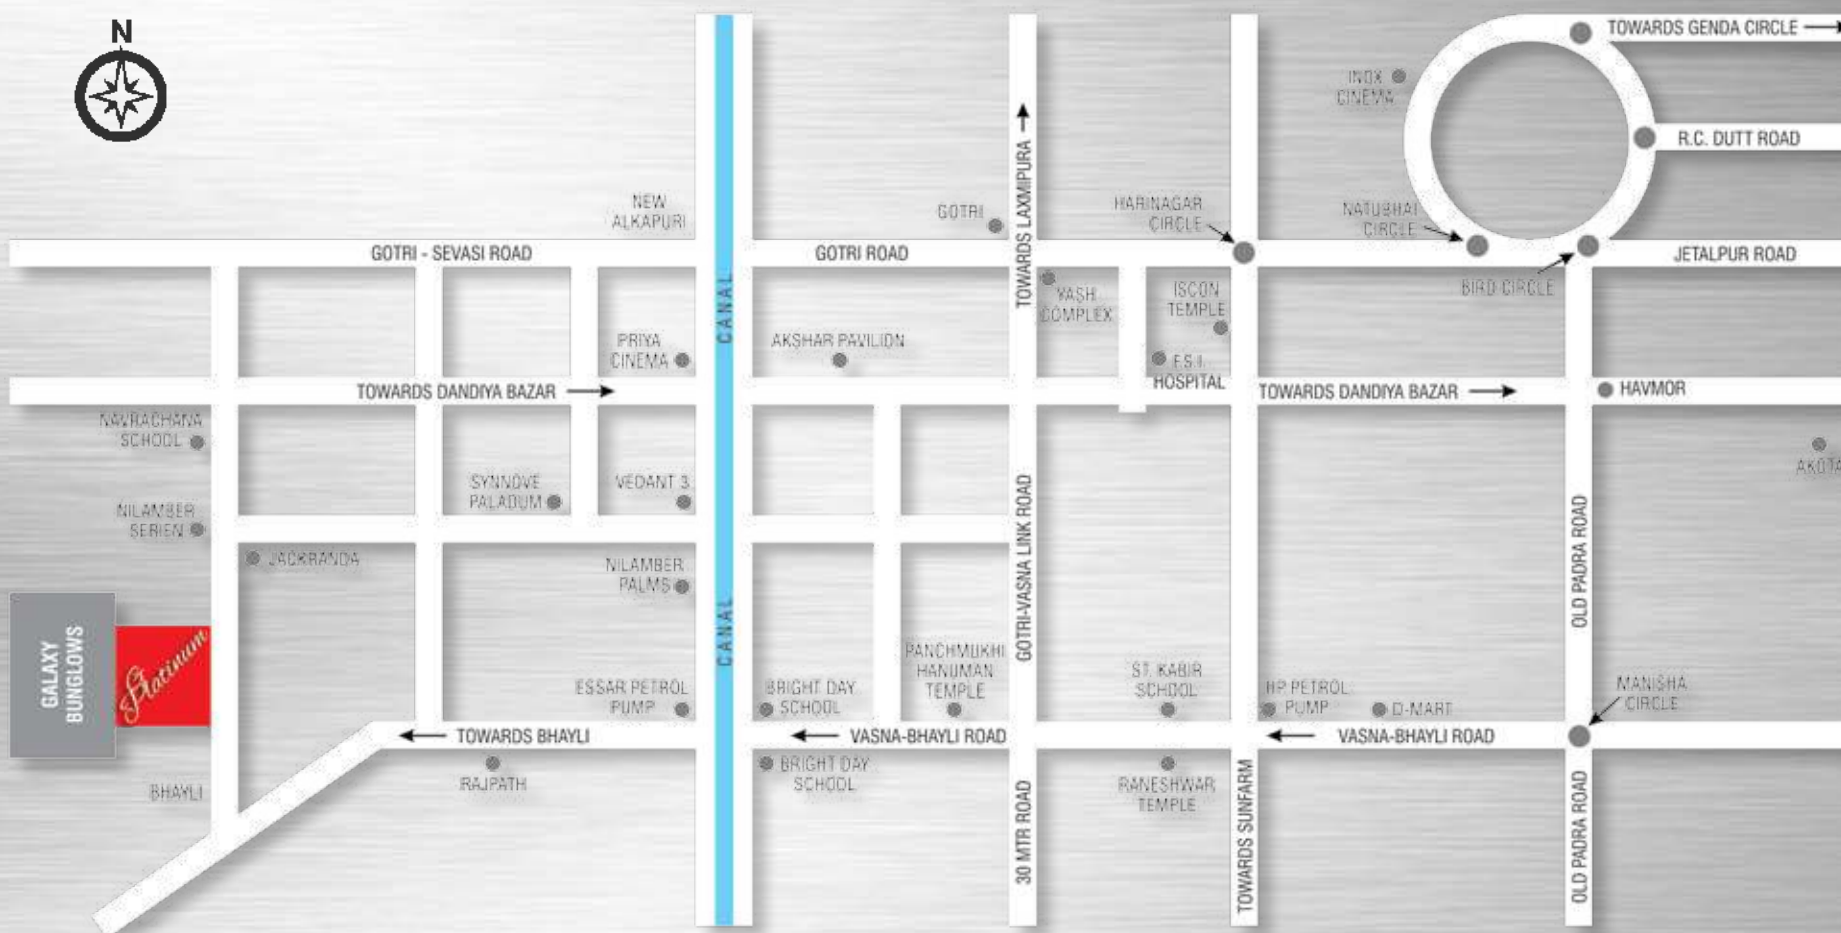 N
TOWARDS GENDA CIRCLE
INOX
CINEMA
R.C. DUTT ROAD
NEW
ALKAPURI
GOTRI
TOWARDS LAXMIPURA
HARINAGAR
CIRCLE
NATUBHAI
CIRCLE
GOTRI - SEVASI ROAD
GOTRI ROAD
JETALPUR ROAD
BIRD CIRCLE
CANAL
YASH
COMPLEX
ISCON
TEMPLE
PRIYA
CINEMA
AKSHAR PAVILION
F.S.I.
HOSPITAL
TOWARDS DANDIYA BAZAR
TOWARDS DANDIYA BAZAR
HAVMOR
NAVRACHANA
SCHOOL
AKOTA
SYNNOVE
PALADUM
VEDANT 3
NILAMBER
SERIEN
JACKRANDA
NILAMBER
PALMS
CANAL
GOTRI-VASNA LINK ROAD
OLD PADRA ROAD
GALAXY
BUNGLOWS
Platinum
ESSAR PETROL
PUMP
BRIGHT DAY
SCHOOL
PANCHMUKHI
HANUMAN
TEMPLE
ST. KABIR
SCHOOL
HP PETROL
PUMP
D-MART
MANISHA
CIRCLE
TOWARDS BHAYLI
VASNA-BHAYLI ROAD
VASNA-BHAYLI ROAD
BHAYLI
RAJPATH
BRIGHT DAY
SCHOOL
30 MTR ROAD
RANESHWAR
TEMPLE
TOWARDS SUNFARM
OLD PADRA ROAD